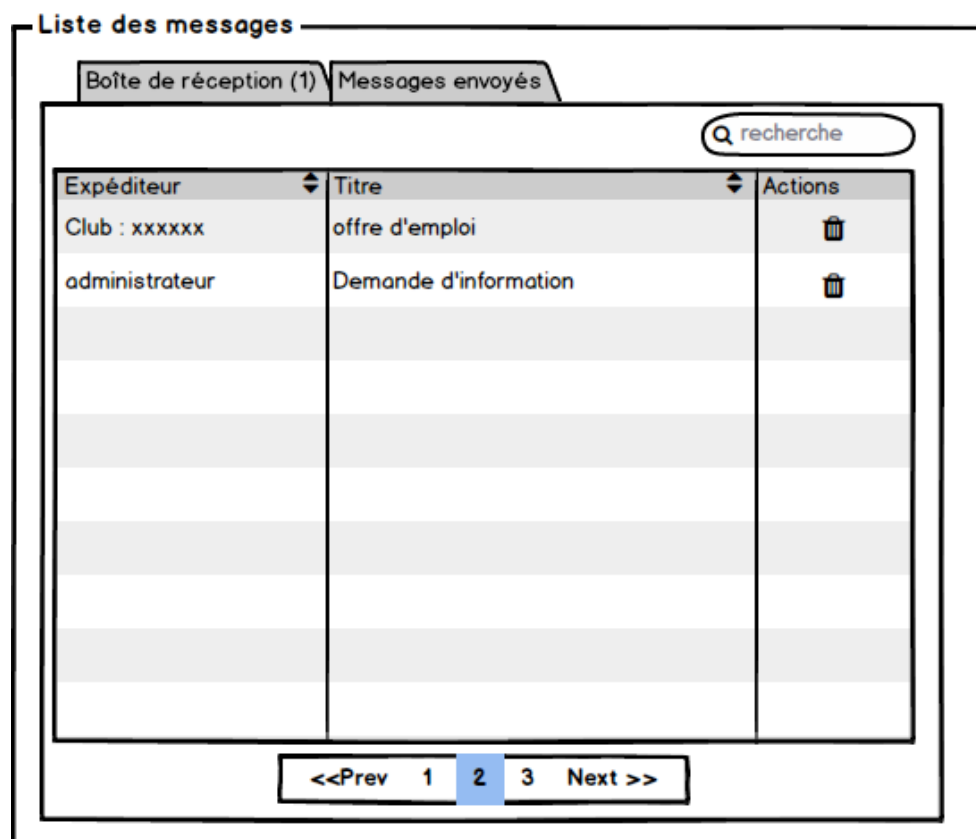 Liste des messages
Boîte de réception (1) Messages envoyés
recherche
Expéditeur Titre Actions
Club : xxxxxx offre d'emploi
administrateur Demande d'information
<<Prev 1 2 3 Next >>